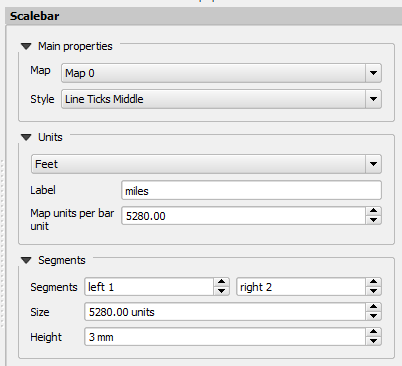 Scalebar
Main properties
Map Map 0
Style Line Ticks Middle
Units
Feet
Label miles
Map units per bar unit 5280.00
Segments
Segments left 1 right 2
Size 5280.00 units
Height 3 mm